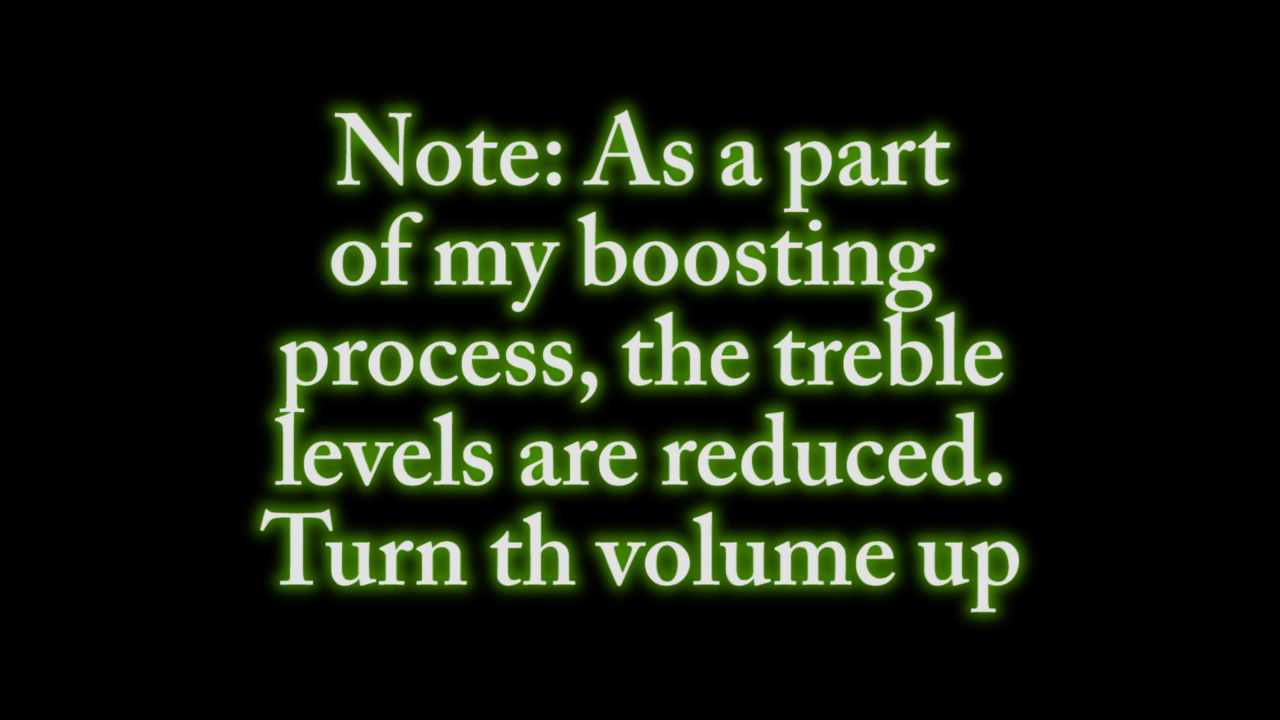 Note: As a part
of my boosting
process, the treble
levels are reduced.
Turn th volume up